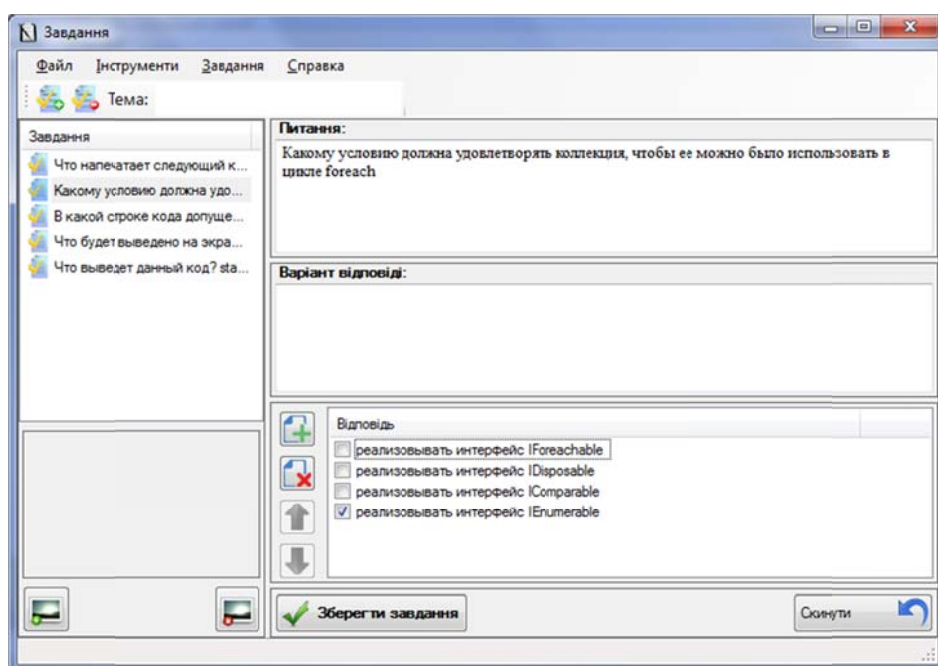 Завдання
Файл Інструменти Завдання Справка
Тема:
Завдання
Что напечатает следующий к...
Какому условию должна удо...
В какой строке кода допуще...
Что будет выведено на экра...
Что выведет данный код? sta...
Питання:
Какому условию должна удовлетворять коллекция, чтобы ее можно было использовать в
цикле foreach
Варіант відповіді:
Відповідь
реализовывать интерфейс IForeachable
реализовывать интерфейс IDisposable
реализовывать интерфейс IComparable
реализовывать интерфейс IEnumerable
Зберегти завдання
Скинути